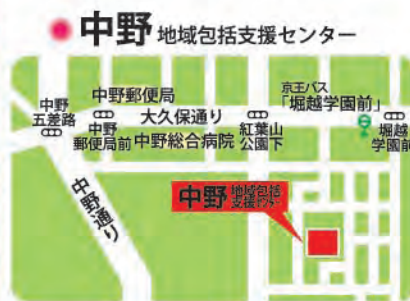 中野 地域包括支援センター
京王バス
「堀越学園前」
中野
五差路
中野郵便局
大久保通り
中野
郵便局前
中野総合病院
紅葉山
公園下
堀越
学園前
中野通り
中野 地域包括
支援センター